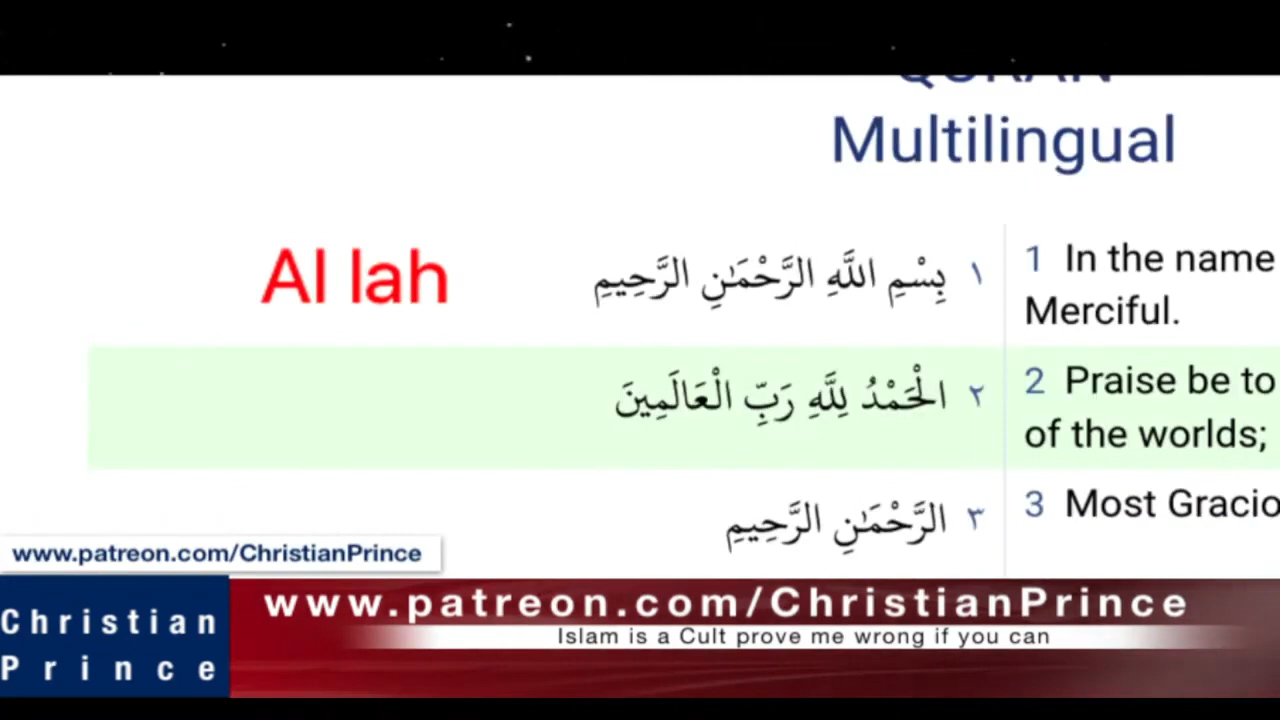 QURAN
Multilingual
Al lah
بِسْمِ اللَّهِ الرَّحْمَٰنِ الرَّحِيمِ ١
1 In the name
Merciful.
الْحَمْدُ لِلَّهِ رَبِّ الْعَالَمِينَ ٢
2 Praise be to
of the worlds;
الرَّحْمَٰنِ الرَّحِيمِ ٣
3 Most Gracio
www.patreon.com/ChristianPrince
Christian
Prince
www.patreon.com/ChristianPrince
Islam is a Cult prove me wrong if you can